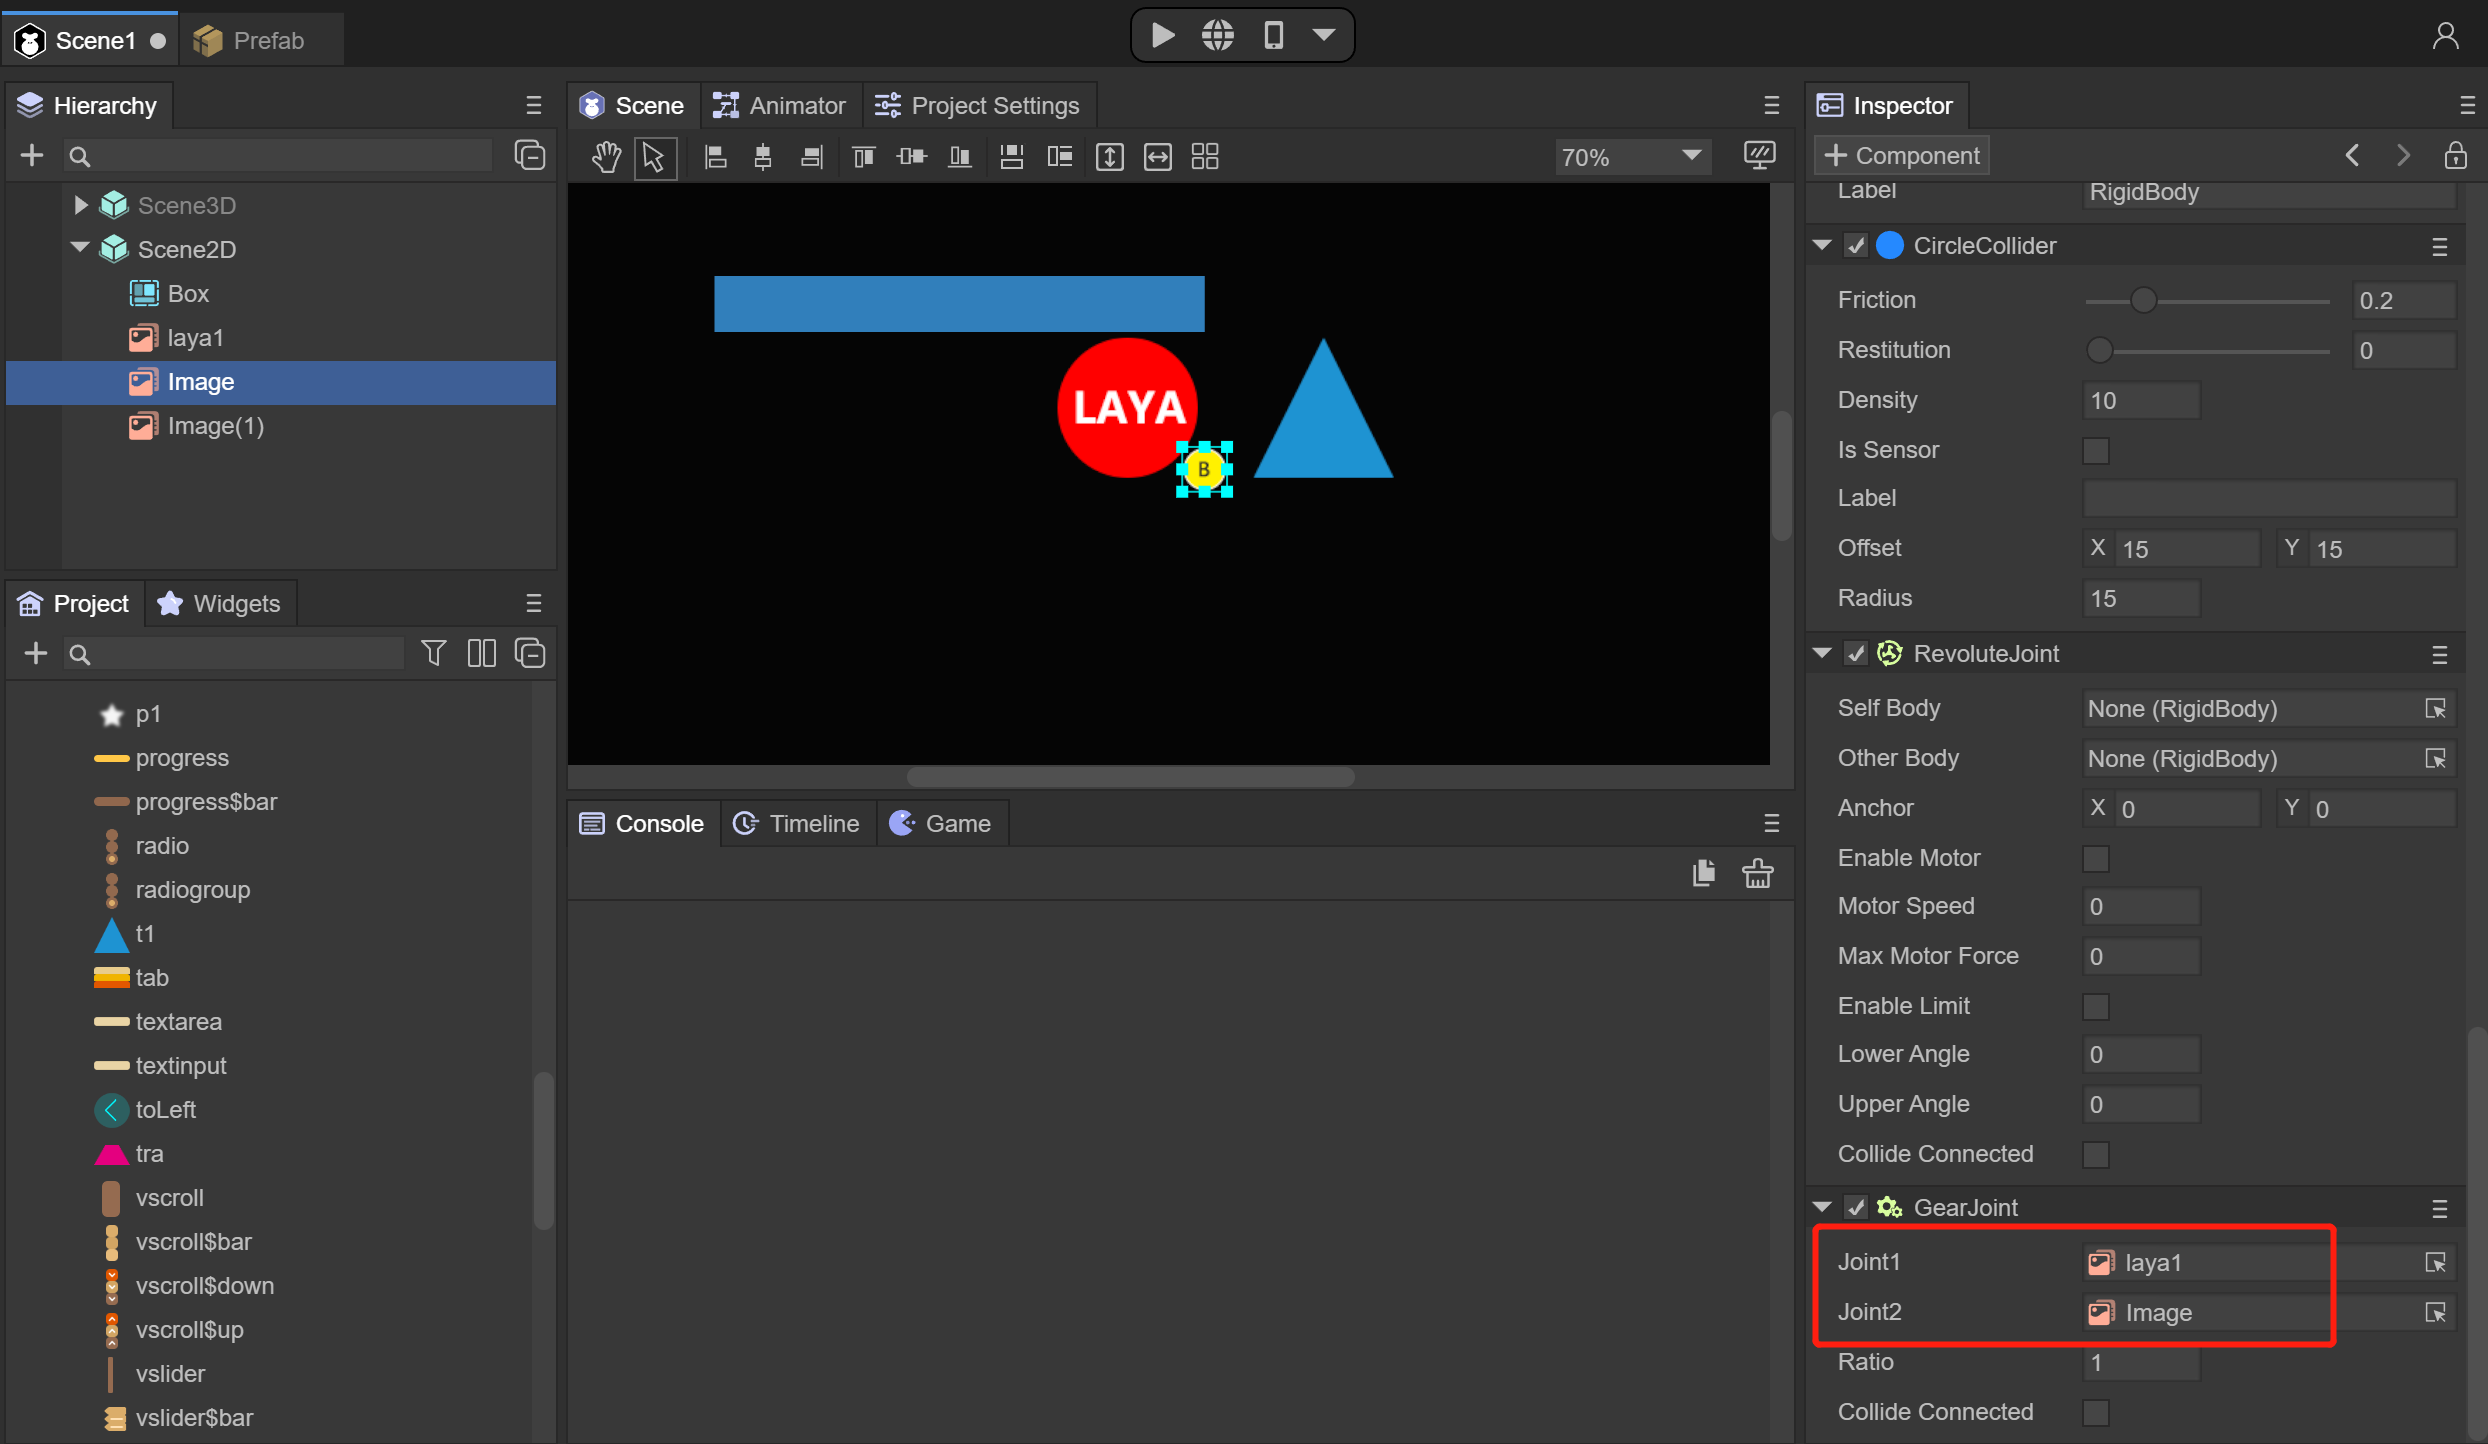 Scene1
Prefab
Hierarchy
Scene3D
Scene2D
Box
laya1
Image
Image(1)
Project
Widgets
p1
progress
progress$bar
radio
radiogroup
t1
tab
textarea
textinput
toLeft
tra
vscroll
vscroll$bar
vscroll$down
vscroll$up
vslider
vslider$bar
Scene
Animator
Project Settings
70%
LAYA
B
Console
Timeline
Game
Inspector
Component
Label RigidBody
CircleCollider
Friction 0.2
Restitution 0
Density 10
Is Sensor
Label
Offset X 15 Y 15
Radius 15
RevoluteJoint
Self Body None (RigidBody)
Other Body None (RigidBody)
Anchor X 0 Y 0
Enable Motor
Motor Speed 0
Max Motor Force 0
Enable Limit
Lower Angle 0
Upper Angle 0
Collide Connected
GearJoint
Joint1 laya1
Joint2 Image
Ratio 1
Collide Connected